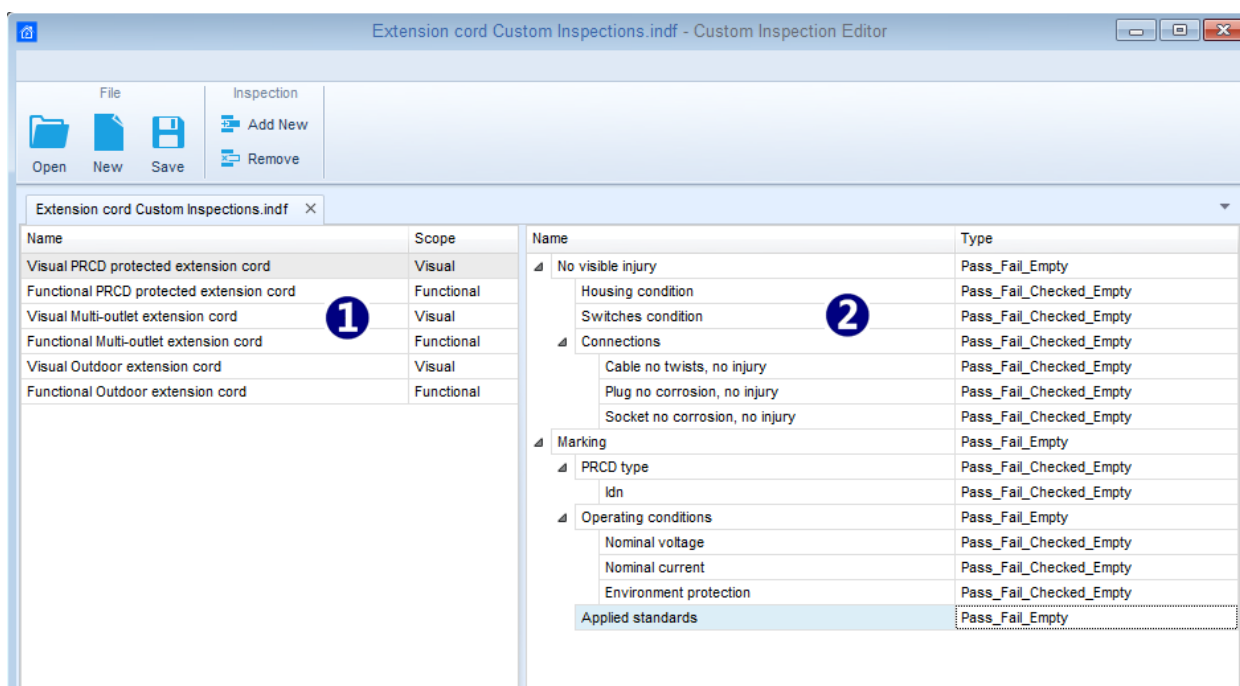 Extension cord Custom Inspections.indf - Custom Inspection Editor
File
Inspection
Open
New
Save
Add New
Remove
Extension cord Custom Inspections.indf
Name Scope
Visual PRCD protected extension cord Visual
Functional PRCD protected extension cord Functional
Visual Multi-outlet extension cord Visual
Functional Multi-outlet extension cord Functional
Visual Outdoor extension cord Visual
Functional Outdoor extension cord Functional
1
Name Type
No visible injury Pass_Fail_Empty
Housing condition Pass_Fail_Checked_Empty
Switches condition Pass_Fail_Checked_Empty
Connections Pass_Fail_Checked_Empty
Cable no twists, no injury Pass_Fail_Checked_Empty
Plug no corrosion, no injury Pass_Fail_Checked_Empty
Socket no corrosion, no injury Pass_Fail_Checked_Empty
Marking Pass_Fail_Empty
PRCD type Pass_Fail_Checked_Empty
Idn Pass_Fail_Checked_Empty
Operating conditions Pass_Fail_Empty
Nominal voltage Pass_Fail_Checked_Empty
Nominal current Pass_Fail_Checked_Empty
Environment protection Pass_Fail_Checked_Empty
Applied standards Pass_Fail_Empty
2